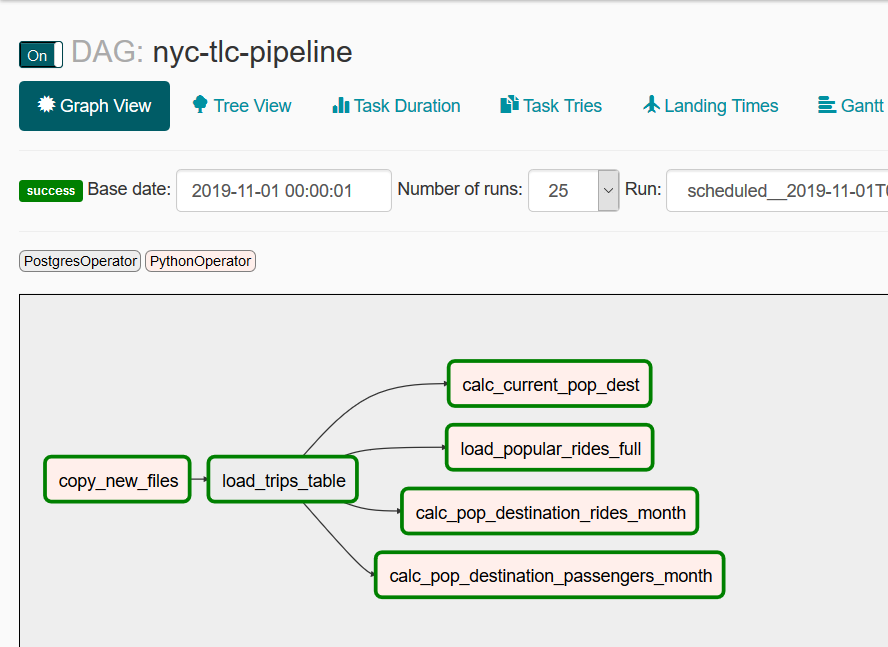 On DAG: nyc-tlc-pipeline
Graph View Tree View Task Duration Task Tries Landing Times Gantt
success Base date: 2019-11-01 00:00:01 Number of runs: 25 Run: scheduled__2019-11-01T
PostgresOperator PythonOperator
calc_current_pop_dest
load_popular_rides_full
copy_new_files load_trips_table
calc_pop_destination_rides_month
calc_pop_destination_passengers_month